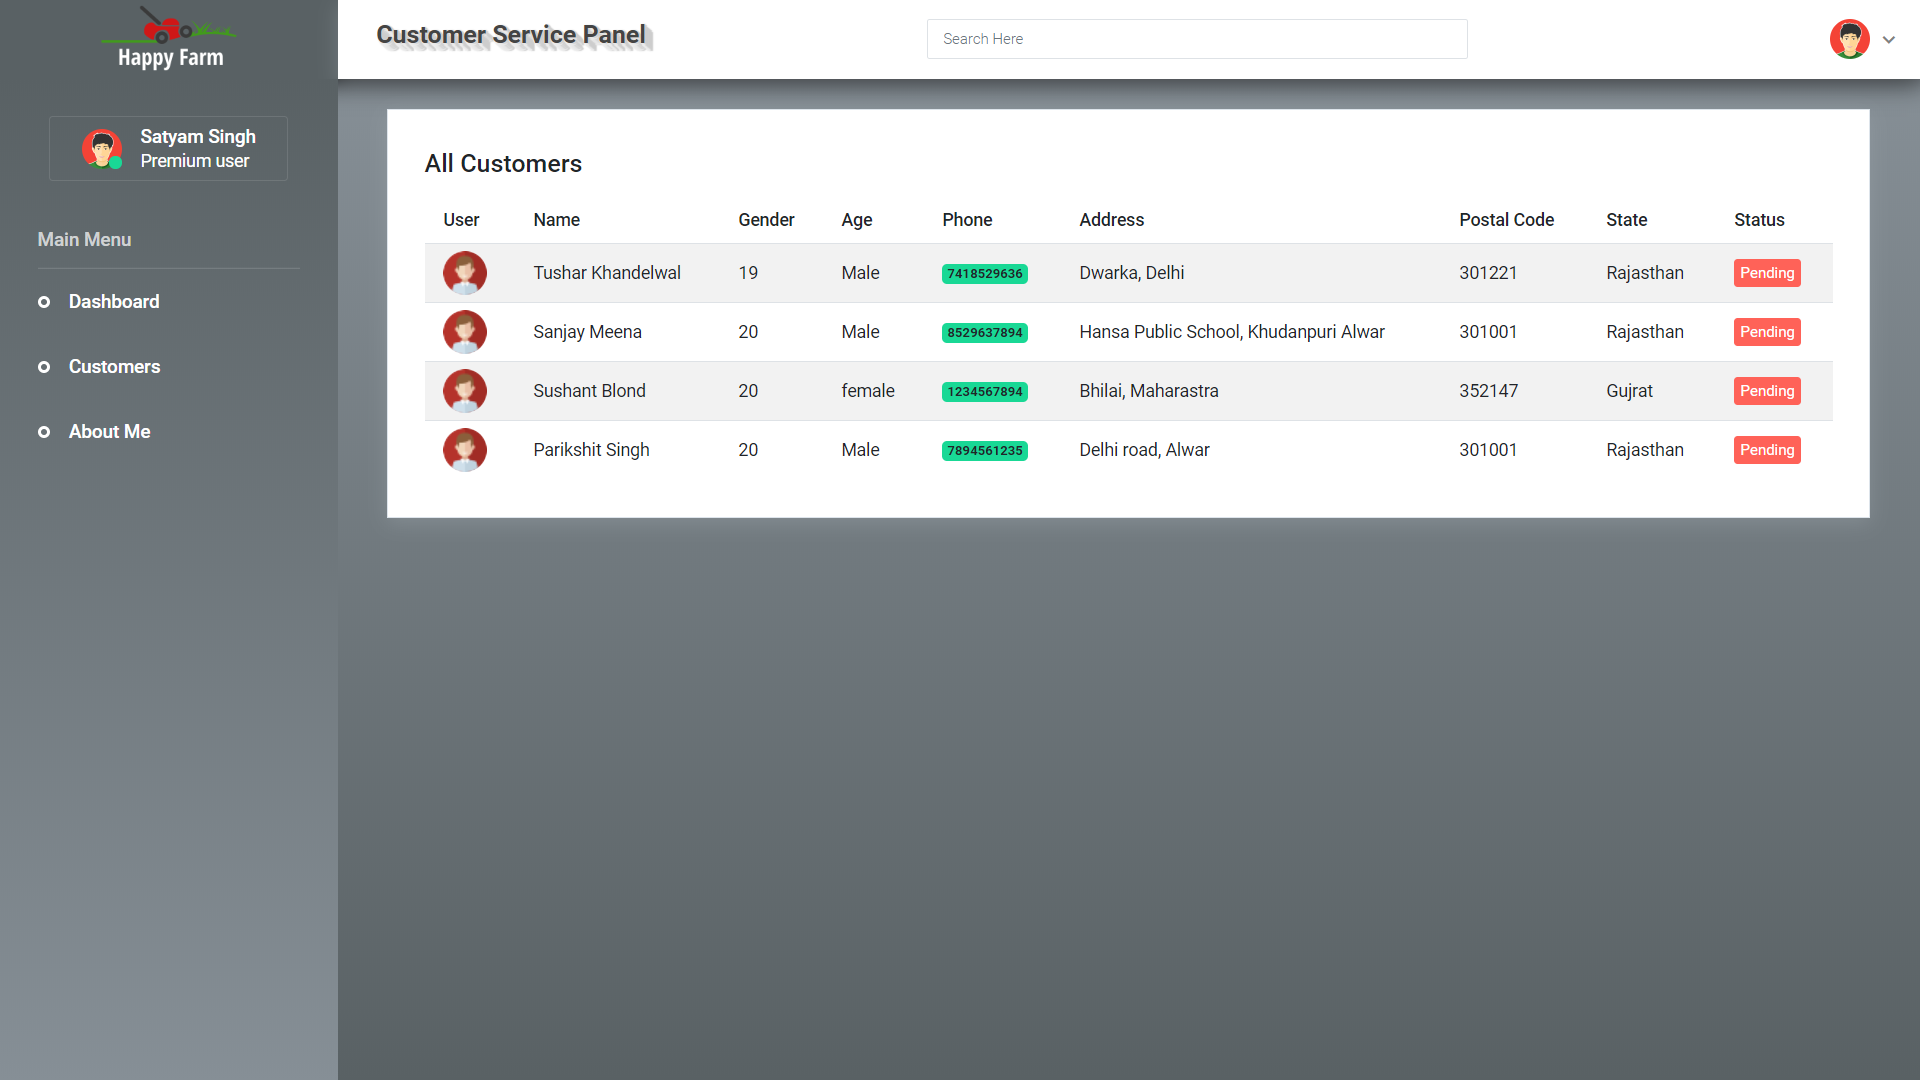 Happy Farm
Customer Service Panel
Search Here
Satyam Singh
Premium user
Main Menu
Dashboard
Customers
About Me
All Customers
User Name Gender Age Phone Address Postal Code State Status
Tushar Khandelwal 19 Male 7418529636 Dwarka, Delhi 301221 Rajasthan Pending
Sanjay Meena 20 Male 8529637894 Hansa Public School, Khudanpuri Alwar 301001 Rajasthan Pending
Sushant Blond 20 female 1234567894 Bhilai, Maharastra 352147 Gujrat Pending
Parikshit Singh 20 Male 7894561235 Delhi road, Alwar 301001 Rajasthan Pending